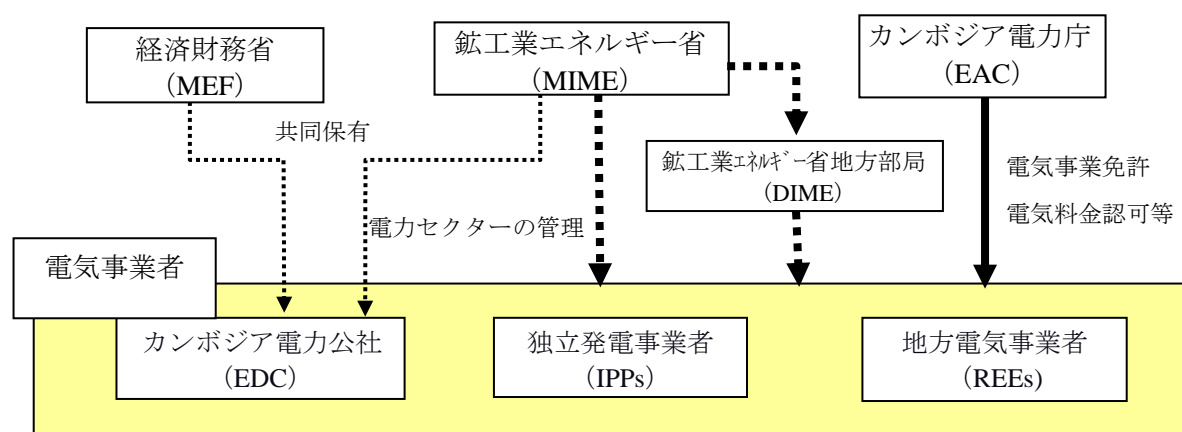 経済財務省
（MEF）
鉱工業エネルギー省
（MIME）
カンボジア電力庁
（EAC）
共同保有
鉱工業ｴﾈﾙｷﾞｰ省地方部局
（DIME）
電気事業免許
電気料金認可等
電力セクターの管理
電気事業者
カンボジア電力公社
（EDC）
独立発電事業者
（IPPs）
地方電気事業者
（REEs)